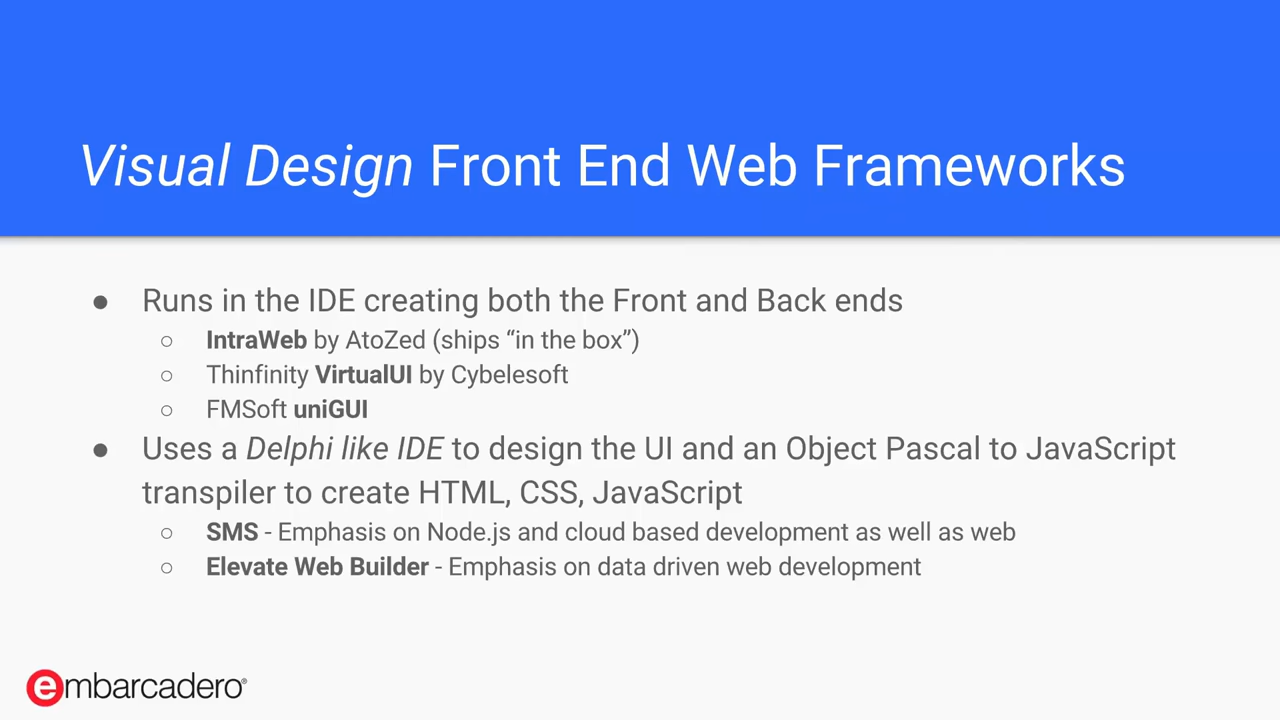 Visual Design Front End Web Frameworks
● Runs in the IDE creating both the Front and Back ends
○ IntraWeb by AtoZed (ships “in the box”)
○ Thinfinity VirtualUI by Cybelesoft
○ FMSoft uniGUI
● Uses a Delphi like IDE to design the UI and an Object Pascal to JavaScript
transpiler to create HTML, CSS, JavaScript
○ SMS - Emphasis on Node.js and cloud based development as well as web
○ Elevate Web Builder - Emphasis on data driven web development
embarcadero®